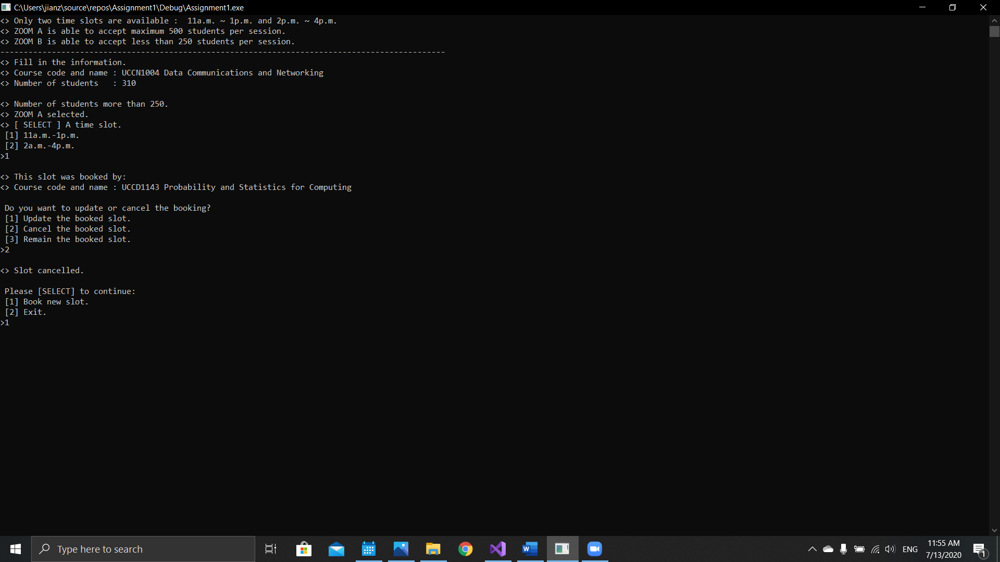 C:\Users\jianz\source\repos\Assignment1\Debug\Assignment1.exe
<> Only two time slots are available :  11a.m. ~ 1p.m. and 2p.m. ~ 4p.m.
<> ZOOM A is able to accept maximum 500 students per session.
<> ZOOM B is able to accept less than 250 students per session.
-----------------------------------------------------------------------------------------------
<> Fill in the information.
<> Course code and name : UCCN1004 Data Communications and Networking
<> Number of students   : 310
<> Number of students more than 250.
<> ZOOM A selected.
<> [ SELECT ] A time slot.
[1] 11a.m.-1p.m.
[2] 2a.m.-4p.m.
>1
<> This slot was booked by:
<> Course code and name : UCCD1143 Probability and Statistics for Computing
Do you want to update or cancel the booking?
[1] Update the booked slot.
[2] Cancel the booked slot.
[3] Remain the booked slot.
>2
<> Slot cancelled.
Please [SELECT] to continue:
[1] Book new slot.
[2] Exit.
>1
Type here to search
W
ENG
11:55 AM
7/13/2020
1